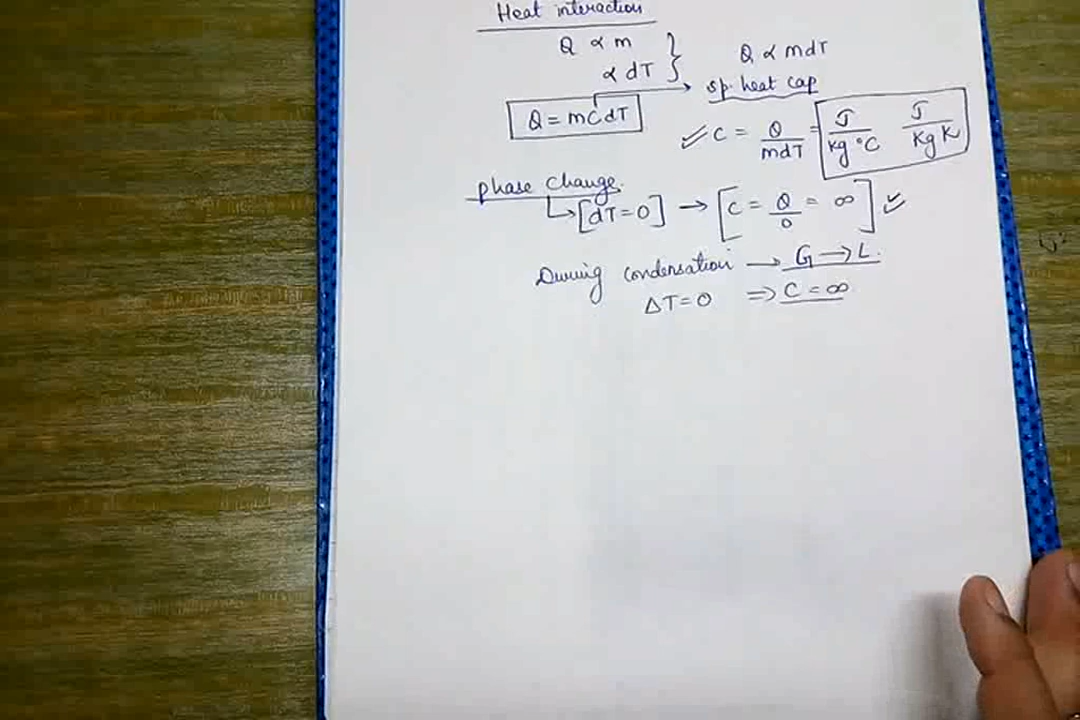 Heat interaction
Q ∝ m
∝ dT } Q ∝ mdT
sp. heat cap
Q = mCdT
C = Q/mdT = J/kg°C J/KgK
phase change.
[dT=0] → [C = Q/0 = ∞]
During condensation → G → L.
ΔT=0 ⇒ C = ∞